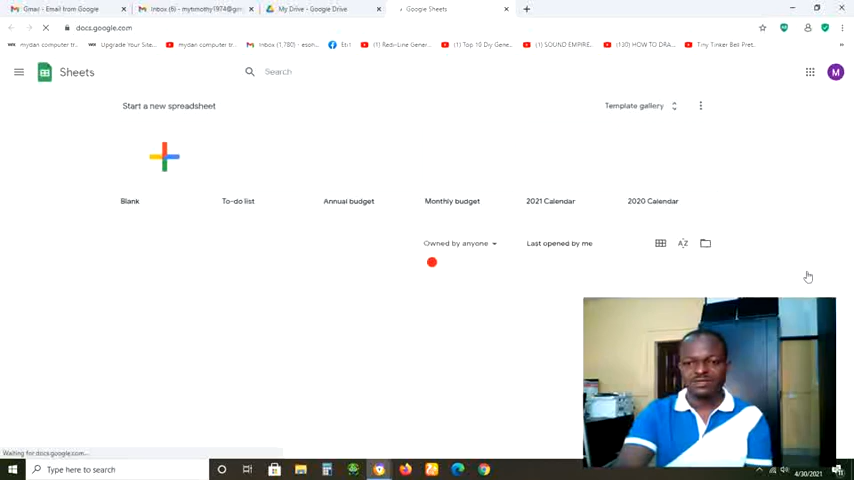 Gmail - Email from Google
Inbox (6) - mytimothy1974@g
My Drive - Google Drive
Google Sheets
docs.google.com
mydan computer tr
Upgrade Your Site...
mydan computer tr
Inbox (1,780) - esoh
(1) Redi-Line Gener
(1) Top 10 Diy Gene
(1) SOUND EMPIRE
(130) HOW TO DRA
Tiny Tinker Bell Pret
Sheets
Search
M
Start a new spreadsheet
Template gallery
Blank
To-do list
Annual budget
Monthly budget
2021 Calendar
2020 Calendar
Owned by anyone
Last opened by me
AZ
Waiting for docs.google.com...
Type here to search
4/30/2021